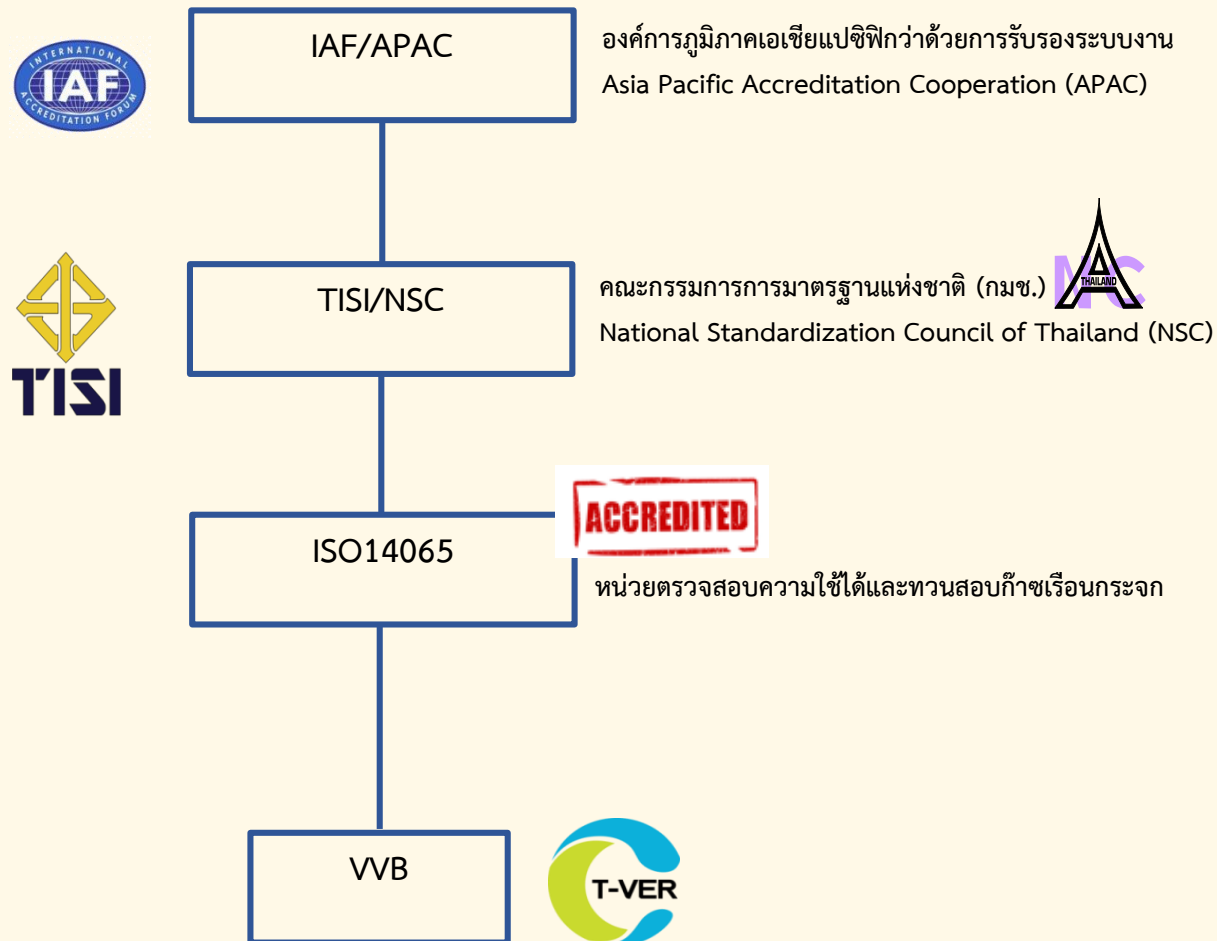 IAF/APAC
องค์การภูมิภาคเอเชียแปซิฟิกว่าด้วยการรับรองระบบงาน
Asia Pacific Accreditation Cooperation (APAC)
INTERNATIONAL
IAF
ACCREDITATION FORUM
TISI/NSC
คณะกรรมการการมาตรฐานแห่งชาติ (กมช.)
National Standardization Council of Thailand (NSC)
NAC
THAILAND
TISI
ISO14065
ACCREDITED
หน่วยตรวจสอบความใช้ได้และทวนสอบก๊าซเรือนกระจก
VVB
T-VER